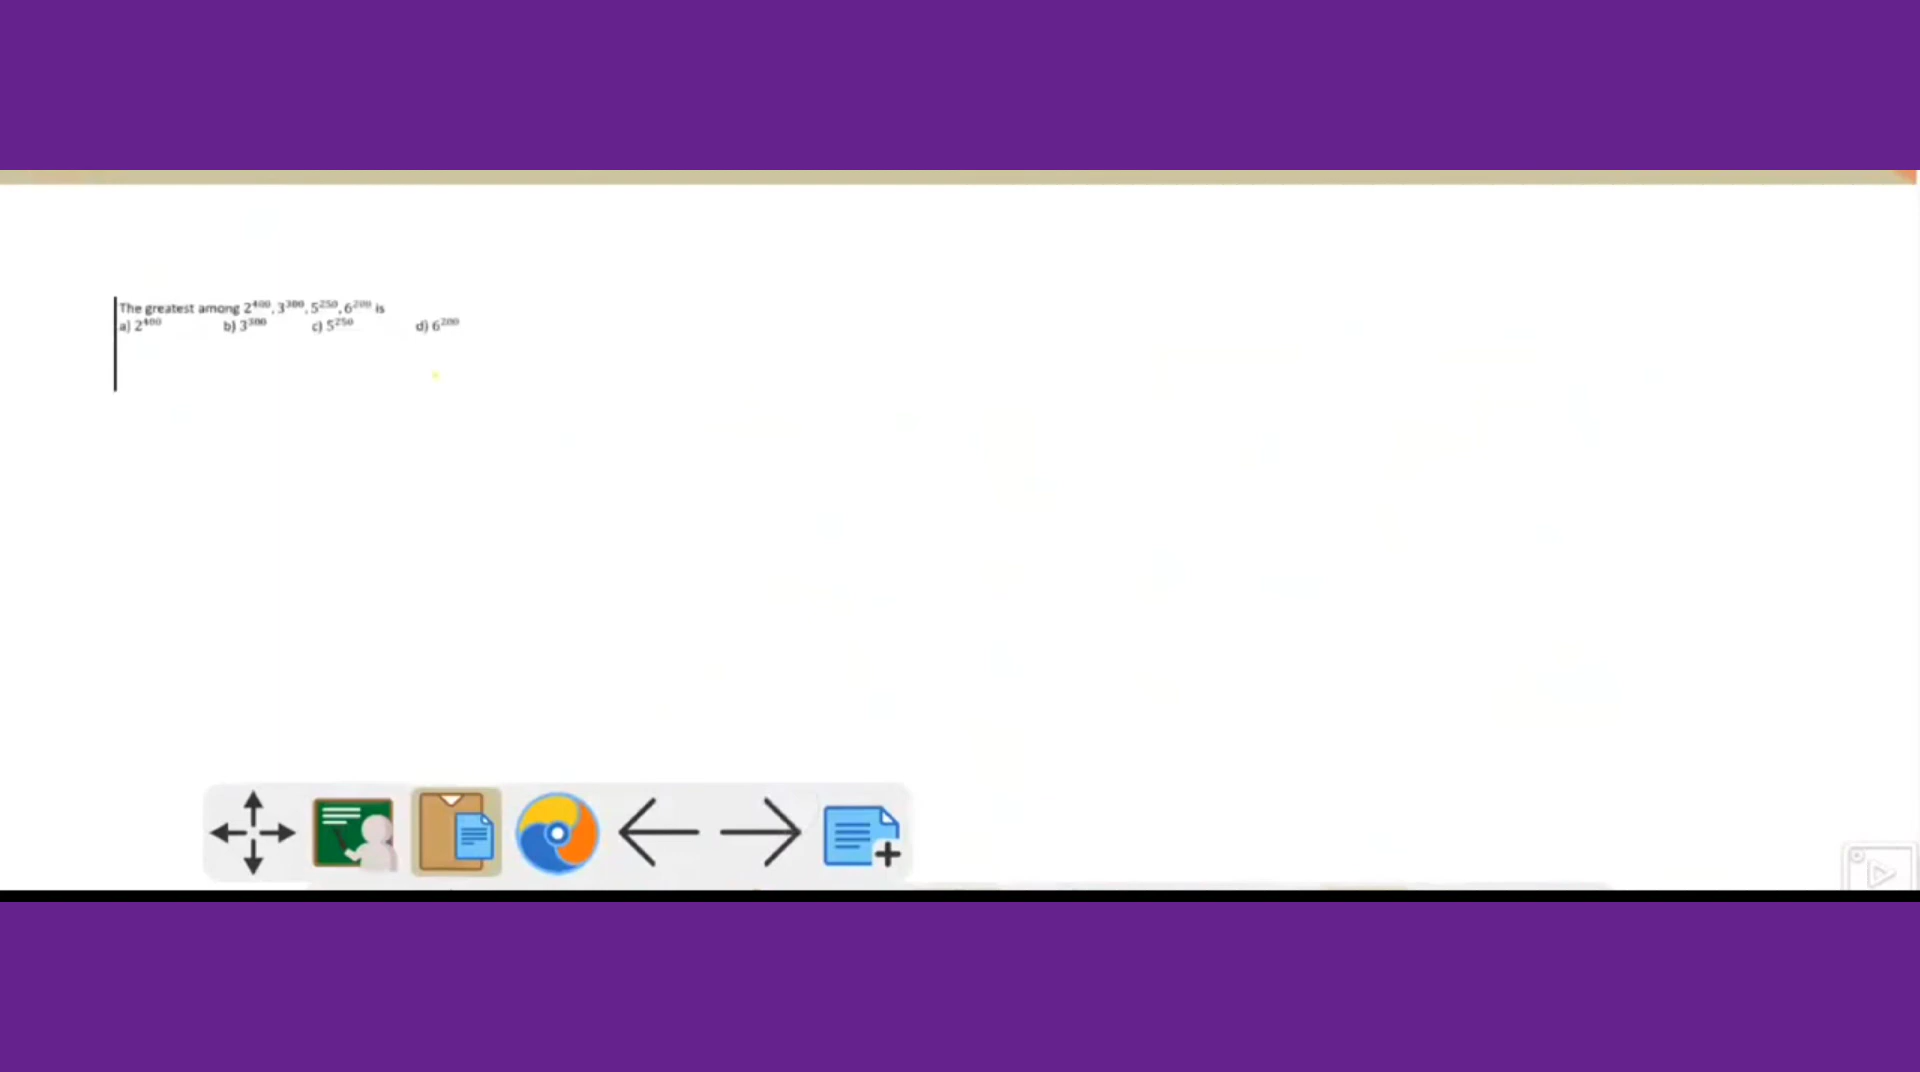 The greatest among 2⁴⁰⁰, 3³⁰⁰, 5²⁵⁰, 6²⁰⁰ is
a) 2⁴⁰⁰ b) 3³⁰⁰ c) 5²⁵⁰ d) 6²⁰⁰